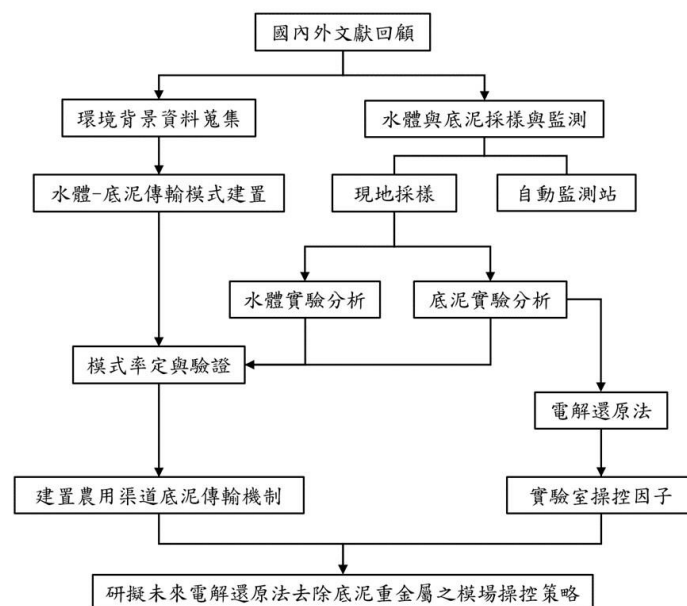 國內外文獻回顧
環境背景資料蒐集
水體與底泥採樣與監測
水體-底泥傳輸模式建置
現地採樣
自動監測站
水體實驗分析
底泥實驗分析
模式率定與驗證
電解還原法
建置農用渠道底泥傳輸機制
實驗室操控因子
研擬未來電解還原法去除底泥重金屬之模場操控策略